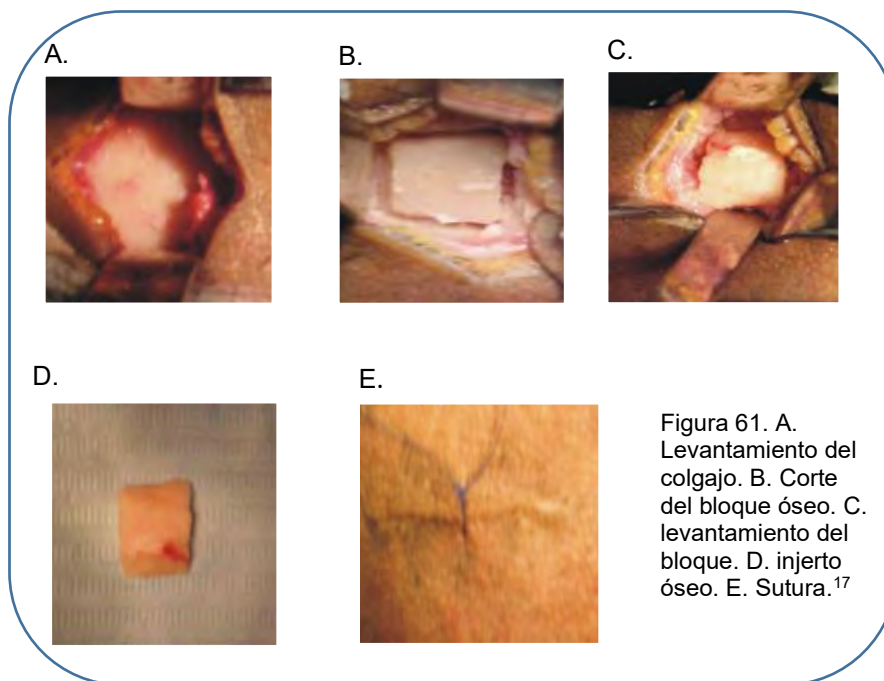 A.
B.
C.
D.
E.
Figura 61. A.
Levantamiento del
colgajo. B. Corte
del bloque óseo. C.
levantamiento del
bloque. D. injerto
óseo. E. Sutura.¹⁷